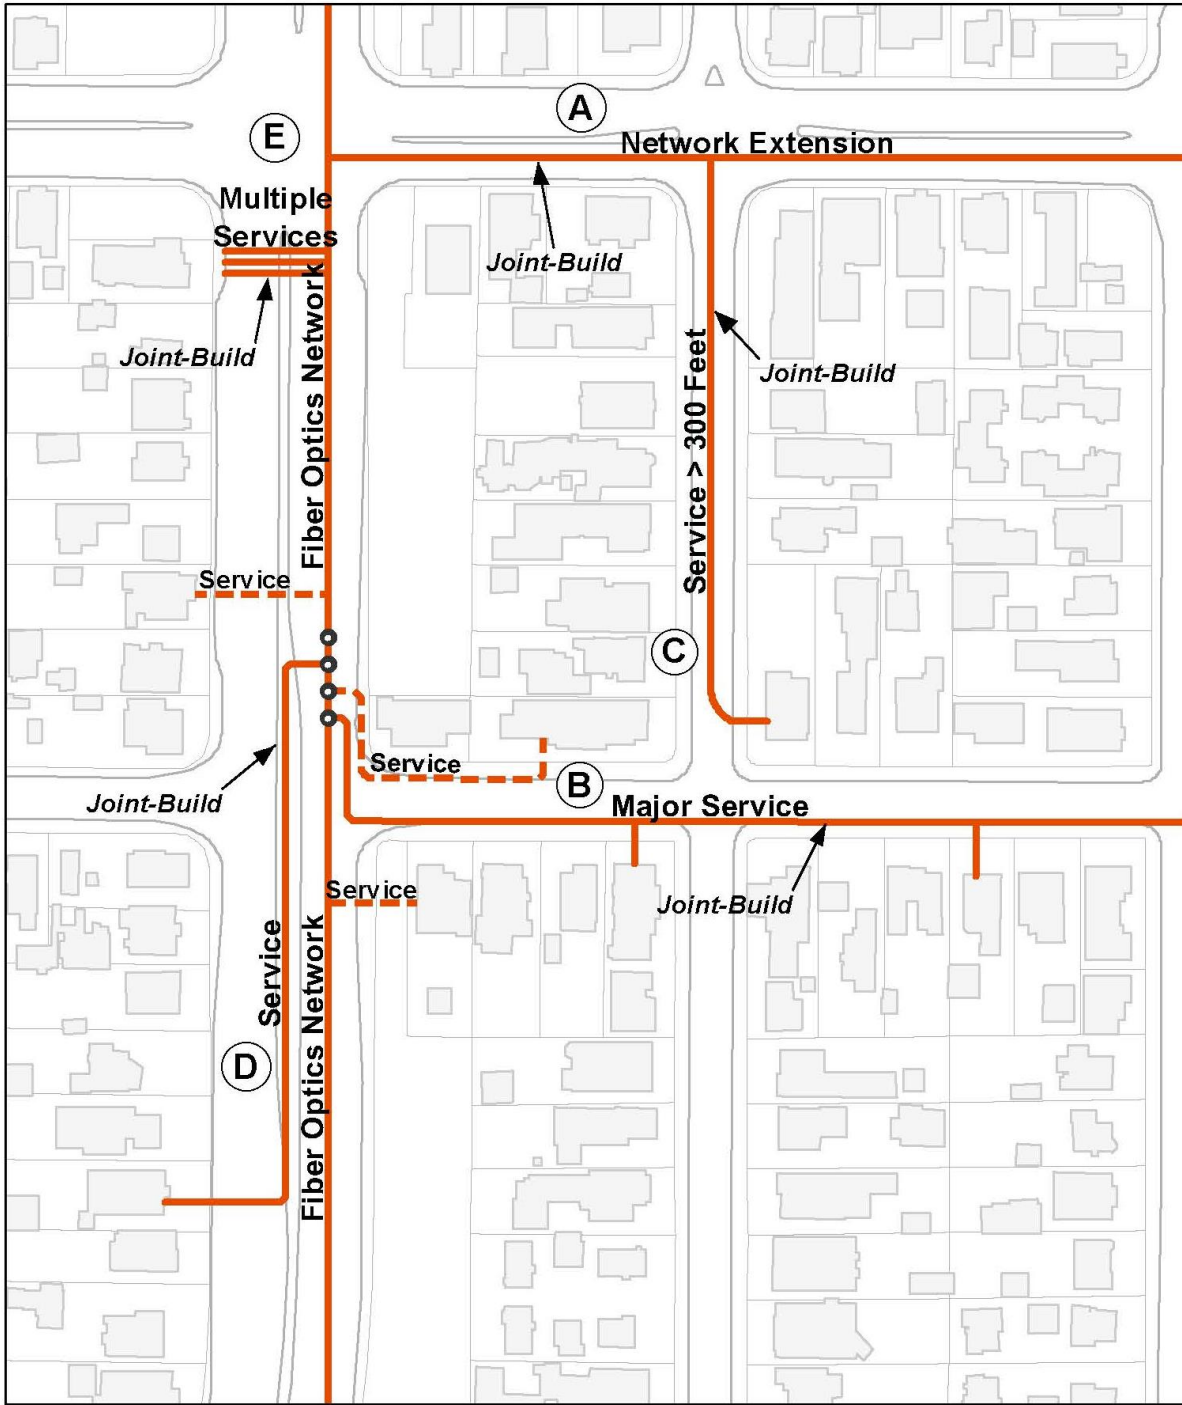 A
E
Network Extension
Multiple
Services
Joint-Build
Joint-Build
Joint-Build
Fiber Optics Network
Service > 300 Feet
Service
C
Service
B
Joint-Build
Major Service
Service
Joint-Build
Service
Fiber Optics Network
D